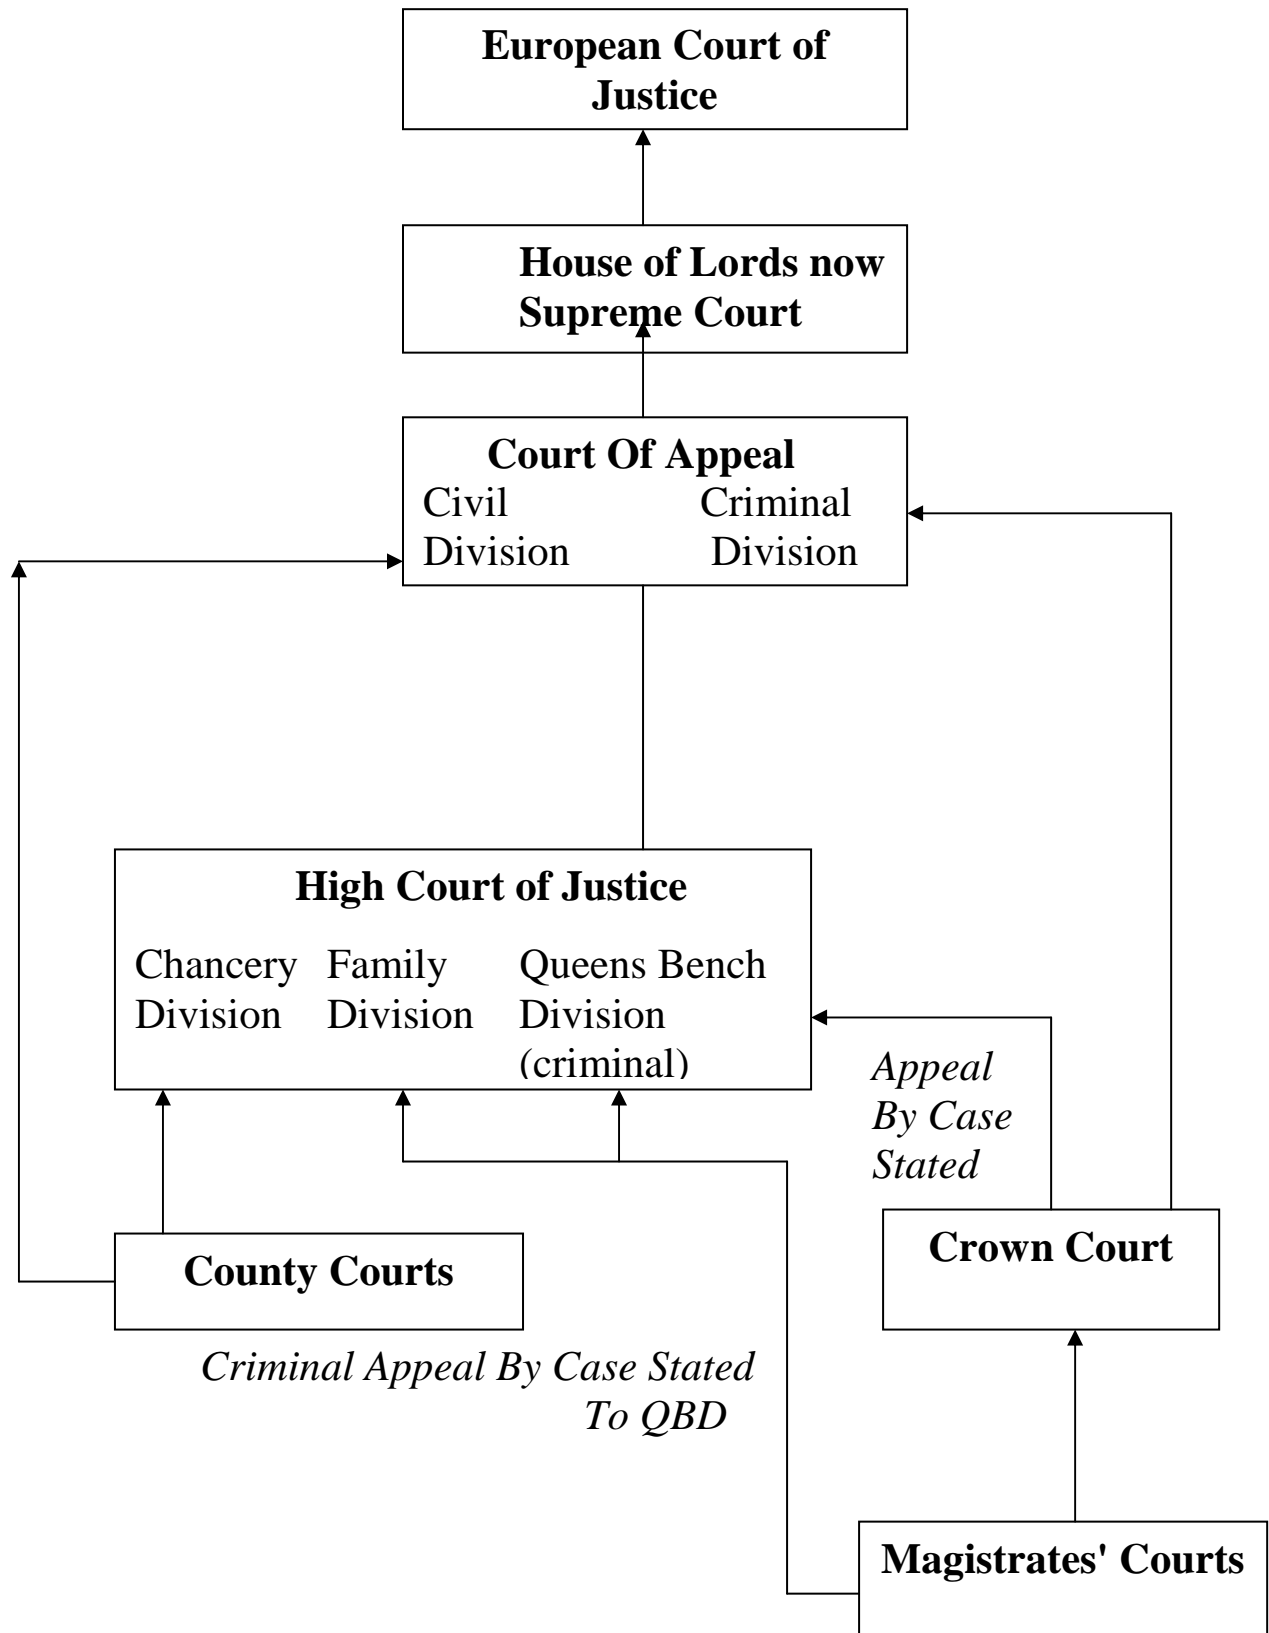 European Court of
Justice
House of Lords now
Supreme Court
Court Of Appeal
Civil Criminal
Division Division
High Court of Justice
Chancery Family Queens Bench
Division Division Division
(criminal)
Appeal
By Case
Stated
Crown Court
County Courts
Criminal Appeal By Case Stated
To QBD
Magistrates' Courts